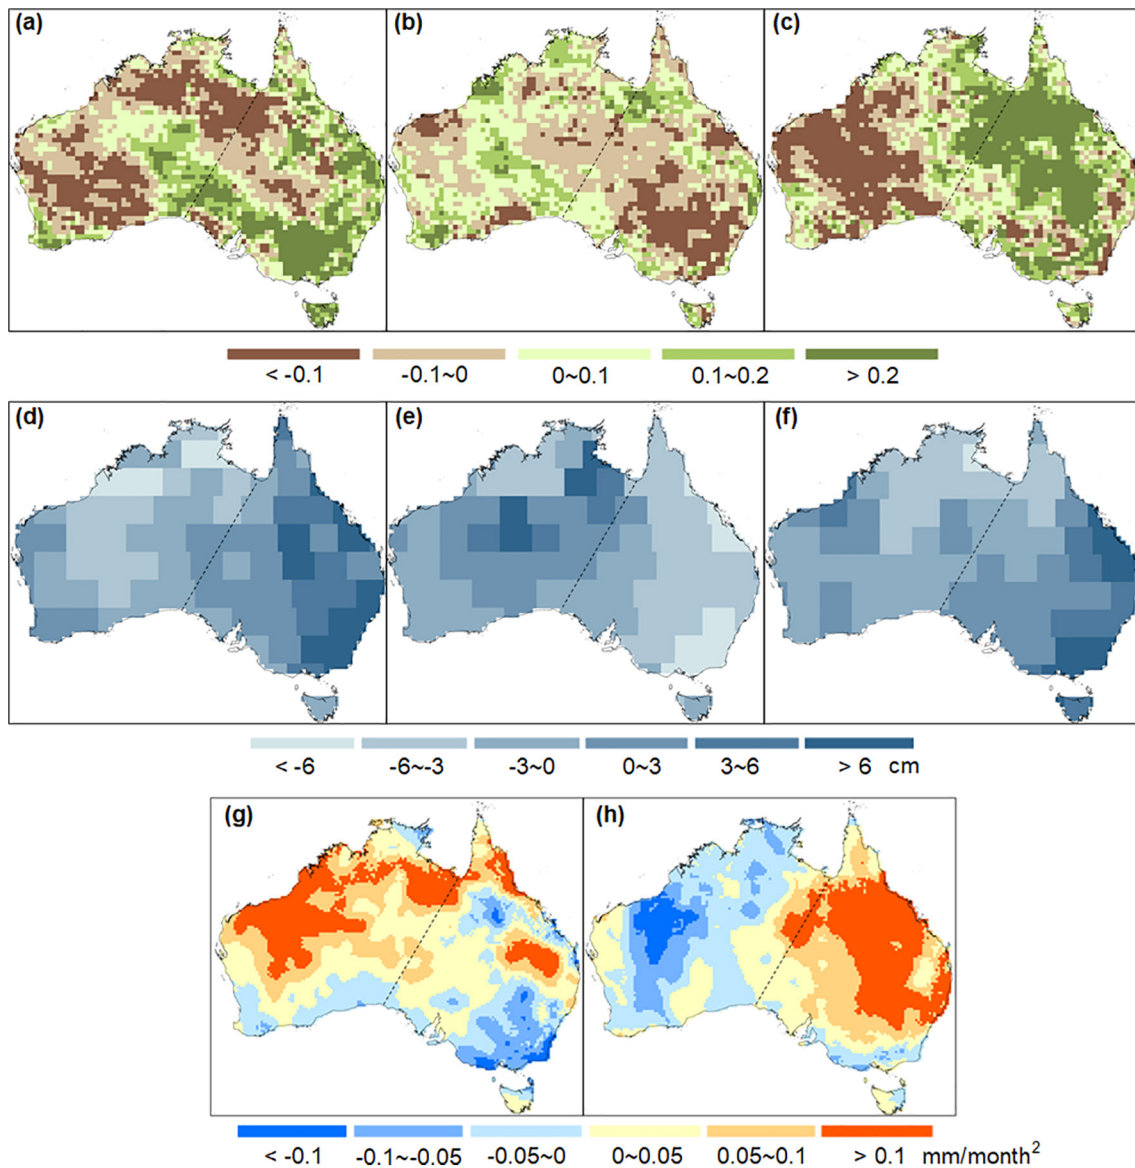 (a) (b) (c)
< -0.1 -0.1~0 0~0.1 0.1~0.2 > 0.2
(d) (e) (f)
< -6 -6~-3 -3~0 0~3 3~6 > 6 cm
(g) (h)
< -0.1 -0.1~-0.05 -0.05~0 0~0.05 0.05~0.1 > 0.1 mm/month²